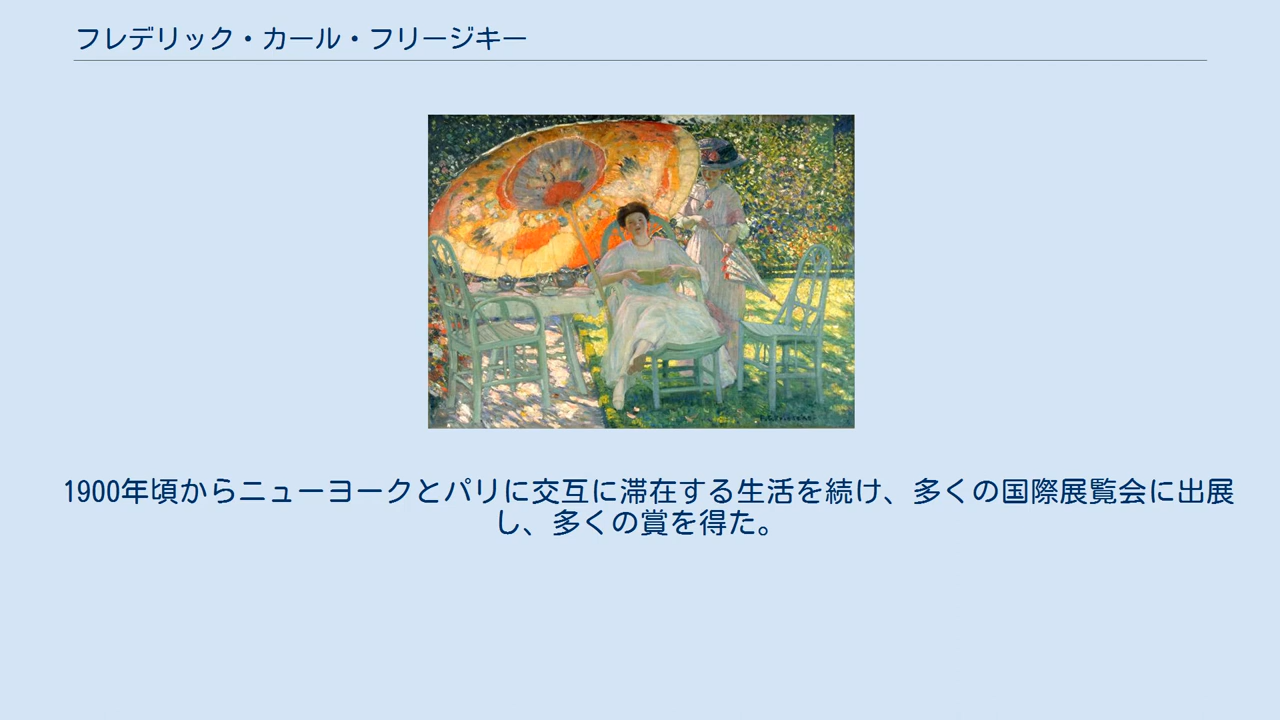 フレデリック・カール・フリージキー
1900年頃からニューヨークとパリに交互に滞在する生活を続け、多くの国際展覧会に出展
し、多くの賞を得た。